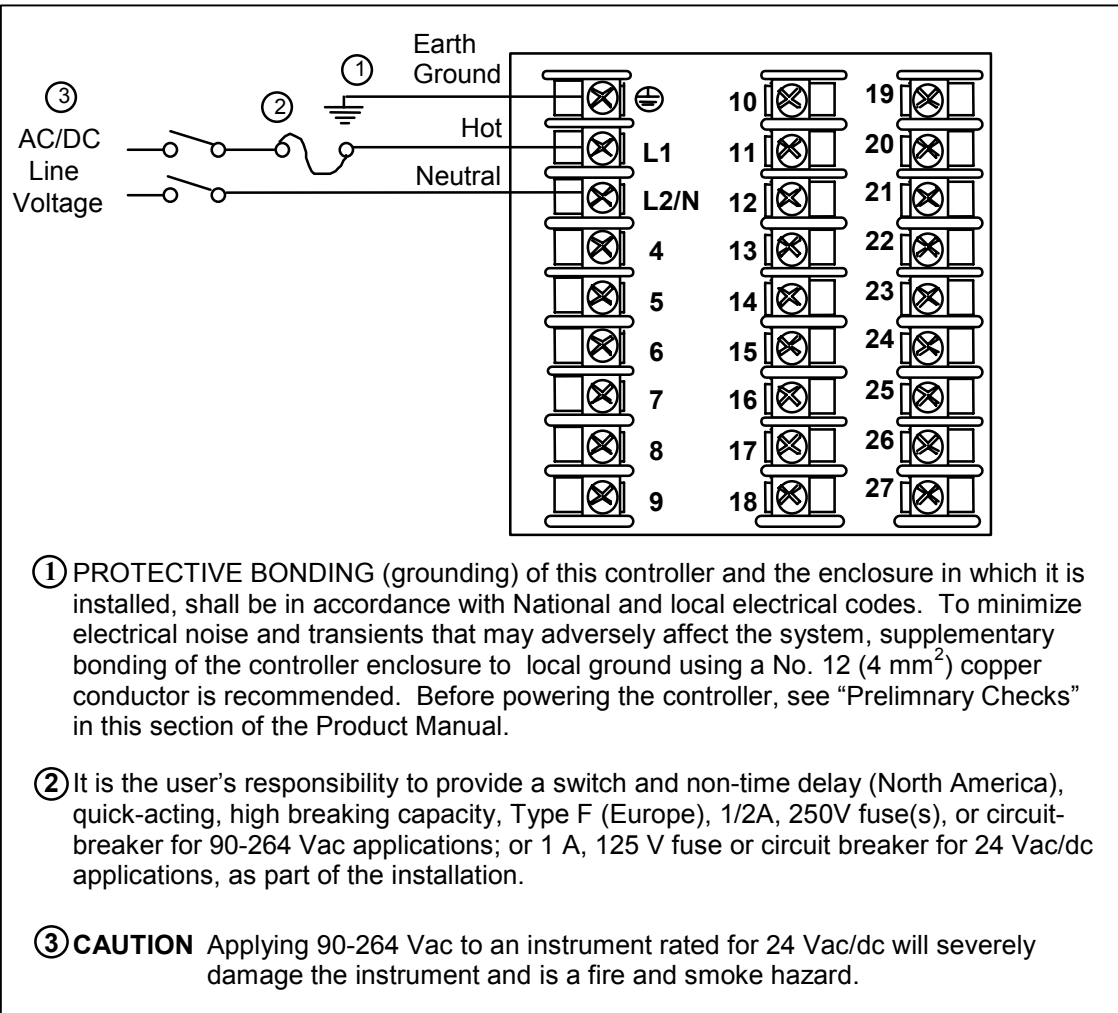 Earth
Ground
1
3
2
AC/DC
Line
Voltage
Hot
Neutral
L1
L2/N
4
5
6
7
8
9
10
11
12
13
14
15
16
17
18
19
20
21
22
23
24
25
26
27
1 PROTECTIVE BONDING (grounding) of this controller and the enclosure in which it is
installed, shall be in accordance with National and local electrical codes. To minimize
electrical noise and transients that may adversely affect the system, supplementary
bonding of the controller enclosure to local ground using a No. 12 (4 mm²) copper
conductor is recommended. Before powering the controller, see “Prelimnary Checks”
in this section of the Product Manual.
2 It is the user’s responsibility to provide a switch and non-time delay (North America),
quick-acting, high breaking capacity, Type F (Europe), 1/2A, 250V fuse(s), or circuit-
breaker for 90-264 Vac applications; or 1 A, 125 V fuse or circuit breaker for 24 Vac/dc
applications, as part of the installation.
3 CAUTION Applying 90-264 Vac to an instrument rated for 24 Vac/dc will severely
damage the instrument and is a fire and smoke hazard.